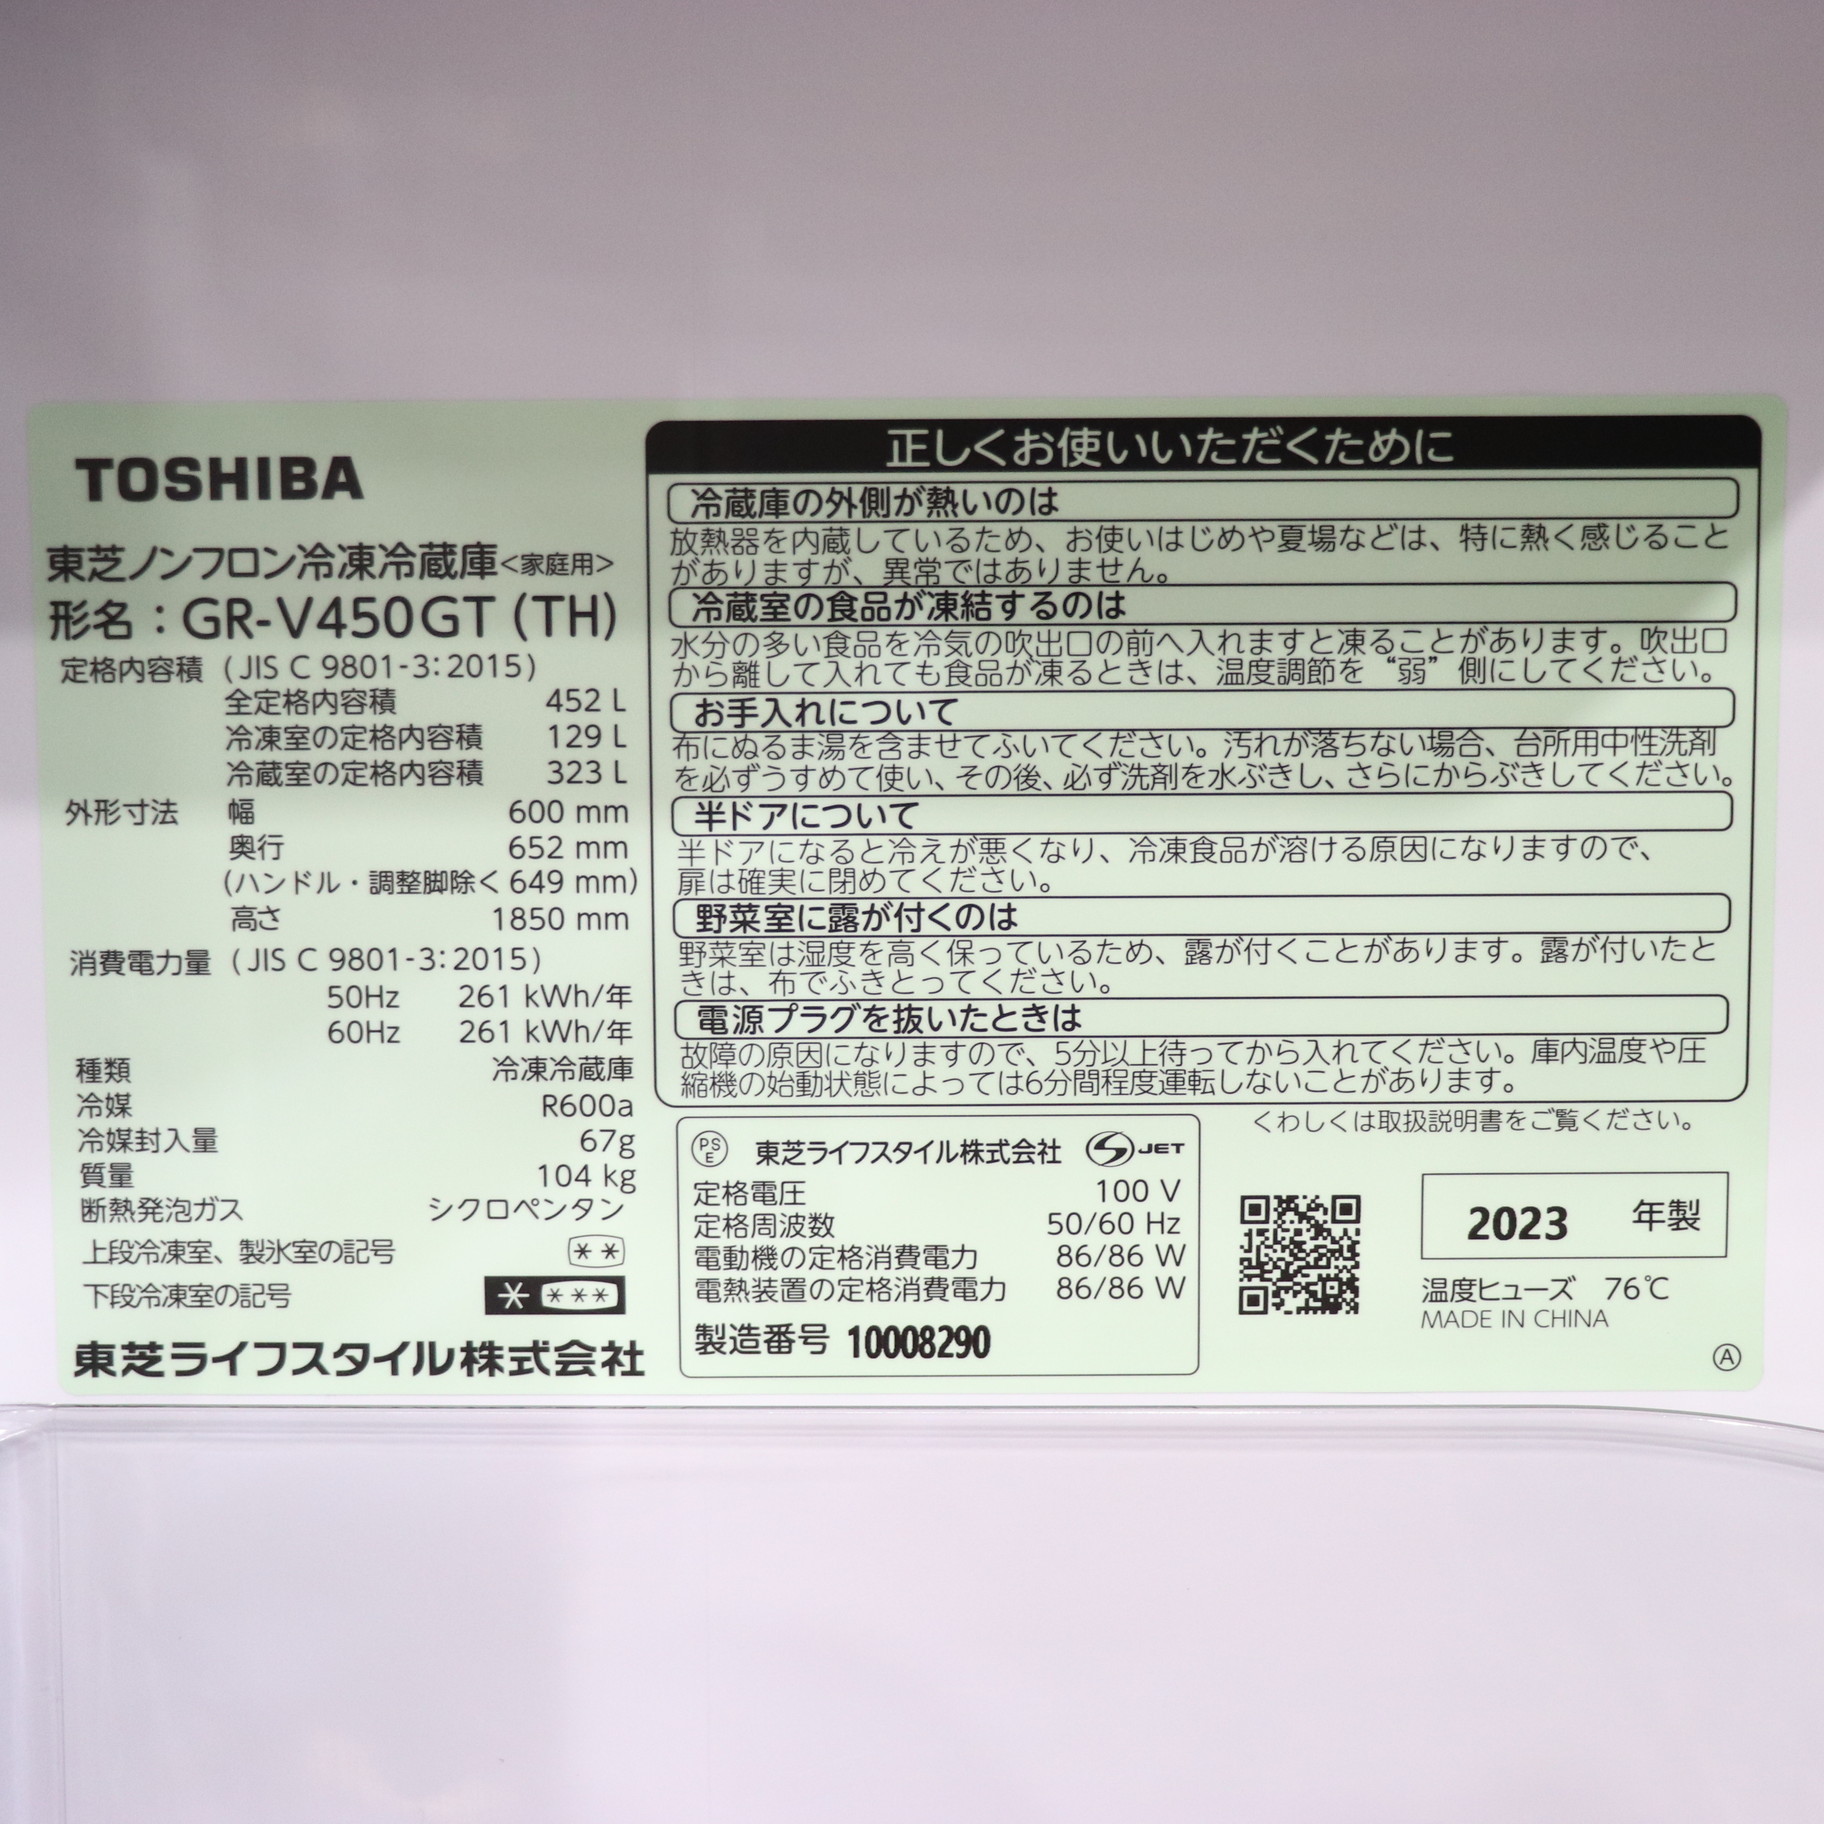 TOSHIBA
東芝ノンフロン冷凍冷蔵庫<家庭用>
形名：GR-V450GT (TH)
定格内容積 (JIS C 9801-3:2015)
全定格内容積 452 L
冷凍室の定格内容積 129 L
冷蔵室の定格内容積 323 L
外形寸法 幅 600 mm
奥行 652 mm
(ハンドル・調整脚除く 649 mm)
高さ 1850 mm
消費電力量 (JIS C 9801-3:2015)
50Hz 261 kWh/年
60Hz 261 kWh/年
種類 冷凍冷蔵庫
冷媒 R600a
冷媒封入量 67g
質量 104 kg
断熱発泡ガス シクロペンタン
上段冷凍室、製氷室の記号 **
下段冷凍室の記号 * ***
東芝ライフスタイル株式会社
正しくお使いいただくために
冷蔵庫の外側が熱いのは
放熱器を内蔵しているため、お使いはじめや夏場などは、特に熱く感じること
がありますが、異常ではありません。
冷蔵室の食品が凍結するのは
水分の多い食品を冷気の吹出口の前へ入れますと凍ることがあります。吹出口
から離して入れても食品が凍るときは、温度調節を“弱”側にしてください。
お手入れについて
布にぬるま湯を含ませてふいてください。汚れが落ちない場合、台所用中性洗剤
を必ずうすめて使い、その後、必ず洗剤を水ぶきし、さらにからぶきしてください。
半ドアについて
半ドアになると冷えが悪くなり、冷凍食品が溶ける原因になりますので、
扉は確実に閉めてください。
野菜室に露が付くのは
野菜室は湿度を高く保っているため、露が付くことがあります。露が付いたと
きは、布でふきとってください。
電源プラグを抜いたときは
故障の原因になりますので、5分以上待ってから入れてください。庫内温度や圧
縮機の始動状態によっては6分間程度運転しないことがあります。
くわしくは取扱説明書をご覧ください。
PS E 東芝ライフスタイル株式会社 S JET
定格電圧 100 V
定格周波数 50/60 Hz
電動機の定格消費電力 86/86 W
電熱装置の定格消費電力 86/86 W
製造番号 10008290
2023 年製
温度ヒューズ 76℃
MADE IN CHINA
Ⓐ